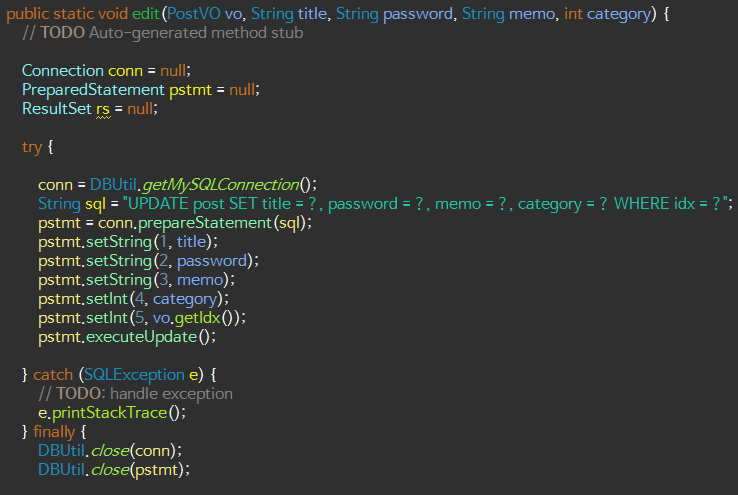 public static void edit(PostVO vo, String title, String password, String memo, int category) {
// TODO Auto-generated method stub
Connection conn = null;
PreparedStatement pstmt = null;
ResultSet rs = null;
try {
conn = DBUtil.getMySQLConnection();
String sql = "UPDATE post SET title = ? , password = ? , memo = ? , category = ?  WHERE idx = ? ";
pstmt = conn.prepareStatement(sql);
pstmt.setString(1, title);
pstmt.setString(2, password);
pstmt.setString(3, memo);
pstmt.setInt(4, category);
pstmt.setInt(5, vo.getIdx());
pstmt.executeUpdate();
} catch (SQLException e) {
// TODO: handle exception
e.printStackTrace();
} finally {
DBUtil.close(conn);
DBUtil.close(pstmt);